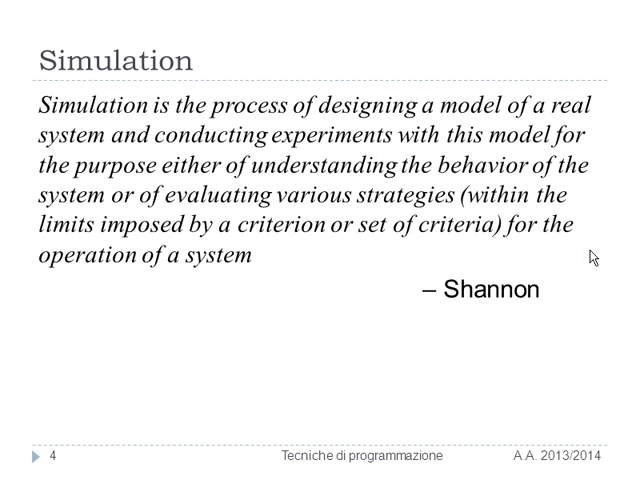 Simulation
Simulation is the process of designing a model of a real
system and conducting experiments with this model for
the purpose either of understanding the behavior of the
system or of evaluating various strategies (within the
limits imposed by a criterion or set of criteria) for the
operation of a system
– Shannon
4 Tecniche di programmazione A.A. 2013/2014